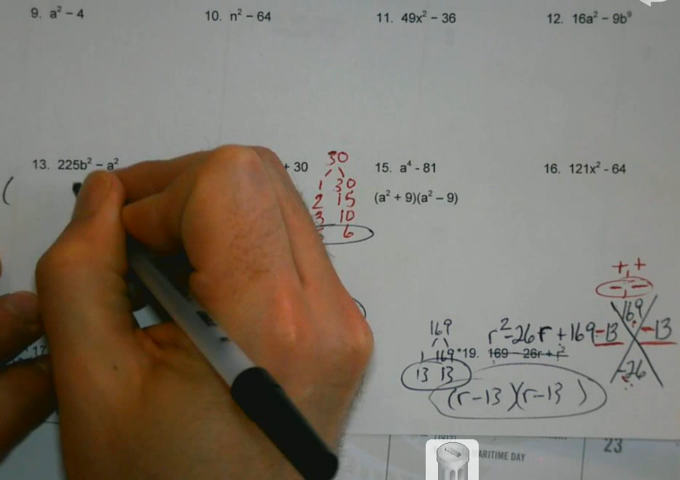 9. a² – 4
10. n² – 64
11. 49x² – 36
12. 16a² – 9b⁹
13. 225b² – a²
(
+ 30
30
1 30
2 15
3 10
6
15. a⁴ - 81
(a² + 9)(a² – 9)
16. 121x² – 64
+,+
-,-
169
-13 -13
-26
169
1 169
13 13
r²-26r+169
*19. 169 – 26r + r²
(r-13)(r-13)
17
ARITIME DAY
23